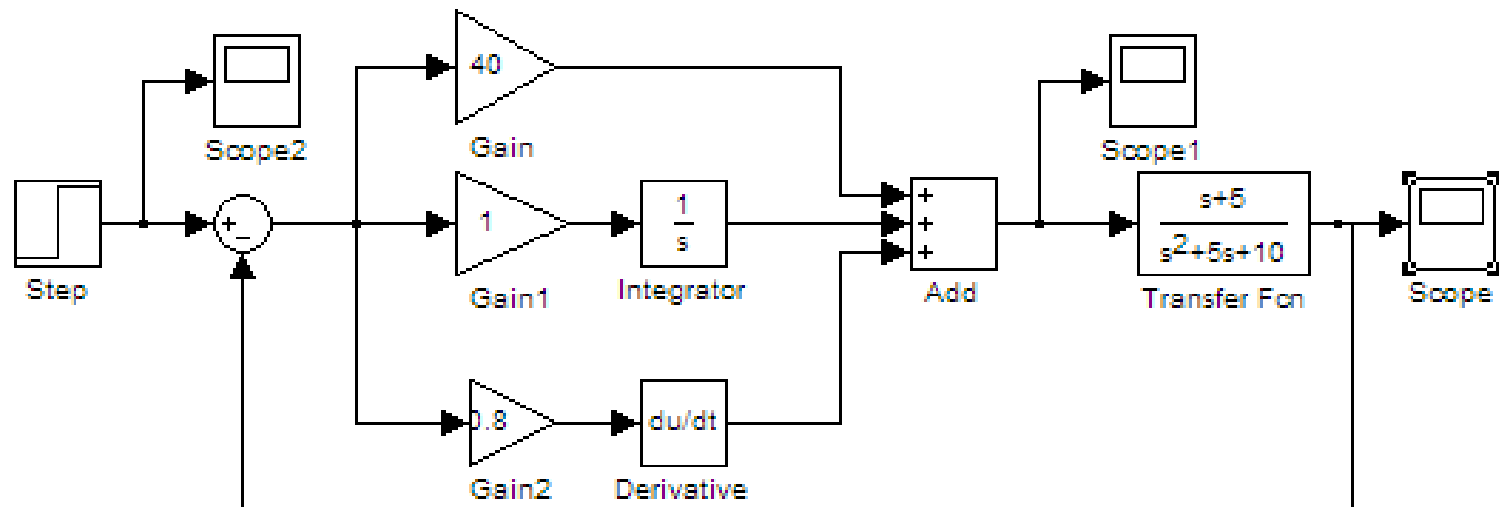 40
Scope2
Gain
Scope1
Step
+
−
1
Gain1
1
s
Integrator
+
+
+
Add
s+5
s²+5s+10
Transfer Fcn
Scope
0.8
Gain2
du/dt
Derivative